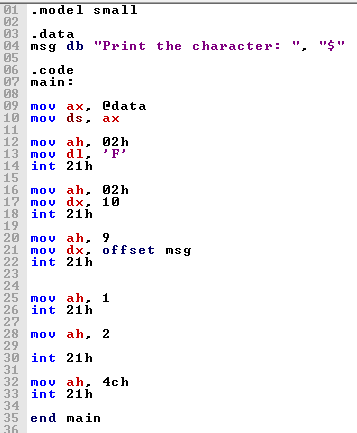 01 .model small
02
03 .data
04 msg db "Print the character: ", "$"
05
06 .code
07 main:
08
09 mov ax, @data
10 mov ds, ax
11
12 mov ah, 02h
13 mov dl, 'F'
14 int 21h
15
16 mov ah, 02h
17 mov dx, 10
18 int 21h
19
20 mov ah, 9
21 mov dx, offset msg
22 int 21h
23
24
25 mov ah, 1
26 int 21h
27
28 mov ah, 2
29
30 int 21h
31
32 mov ah, 4ch
33 int 21h
34
35 end main
36